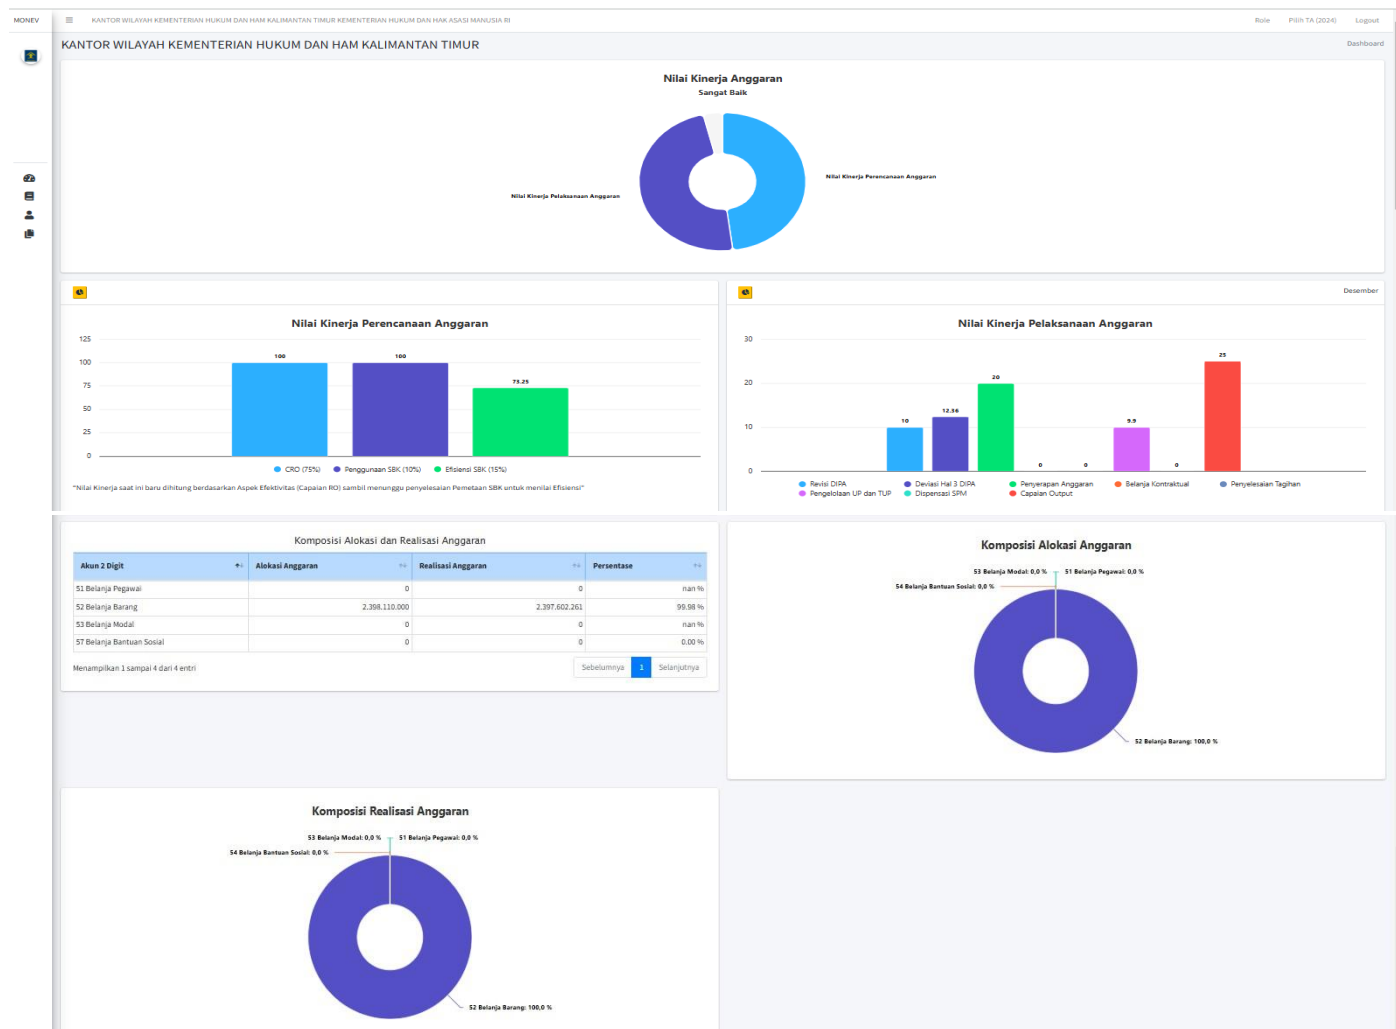 MONEV
KANTOR WILAYAH KEMENTERIAN HUKUM DAN HAM KALIMANTAN TIMUR KEMENTERIAN HUKUM DAN HAK ASASI MANUSIA RI
Role Pilih TA (2024) Logout
KANTOR WILAYAH KEMENTERIAN HUKUM DAN HAM KALIMANTAN TIMUR
Dashboard
Nilai Kinerja Anggaran
Sangat Baik
Nilai Kinerja Perencanaan Anggaran
Nilai Kinerja Pelaksanaan Anggaran
Nilai Kinerja Perencanaan Anggaran
125
100
75
50
25
0
100
100
73.25
CRO (75%) Penggunaan SBK (10%) Efisiensi SBK (15%)
"Nilai Kinerja saat ini baru dihitung berdasarkan Aspek Efektivitas (Capaian RO) sambil menunggu penyelesaian Pemetaan SBK untuk menilai Efisiensi"
Desember
Nilai Kinerja Pelaksanaan Anggaran
30
20
10
0
10
12.36
20
0
0
9.9
0
25
Revisi DIPA Deviasi Hal 3 DIPA Penyerapan Anggaran Belanja Kontraktual Penyelesaian Tagihan
Pengelolaan UP dan TUP Dispensasi SPM Capaian Output
Komposisi Alokasi dan Realisasi Anggaran
Akun 2 Digit Alokasi Anggaran Realisasi Anggaran Persentase
51 Belanja Pegawai 0 0 nan %
52 Belanja Barang 2.398.110.000 2.397.602.261 99.98 %
53 Belanja Modal 0 0 nan %
57 Belanja Bantuan Sosial 0 0 0.00 %
Menampilkan 1 sampai 4 dari 4 entri
Sebelumnya 1 Selanjutnya
Komposisi Alokasi Anggaran
53 Belanja Modal: 0,0 % 51 Belanja Pegawai: 0,0 %
54 Belanja Bantuan Sosial: 0,0 %
52 Belanja Barang: 100,0 %
Komposisi Realisasi Anggaran
53 Belanja Modal: 0,0 % 51 Belanja Pegawai: 0,0 %
54 Belanja Bantuan Sosial: 0,0 %
52 Belanja Barang: 100,0 %